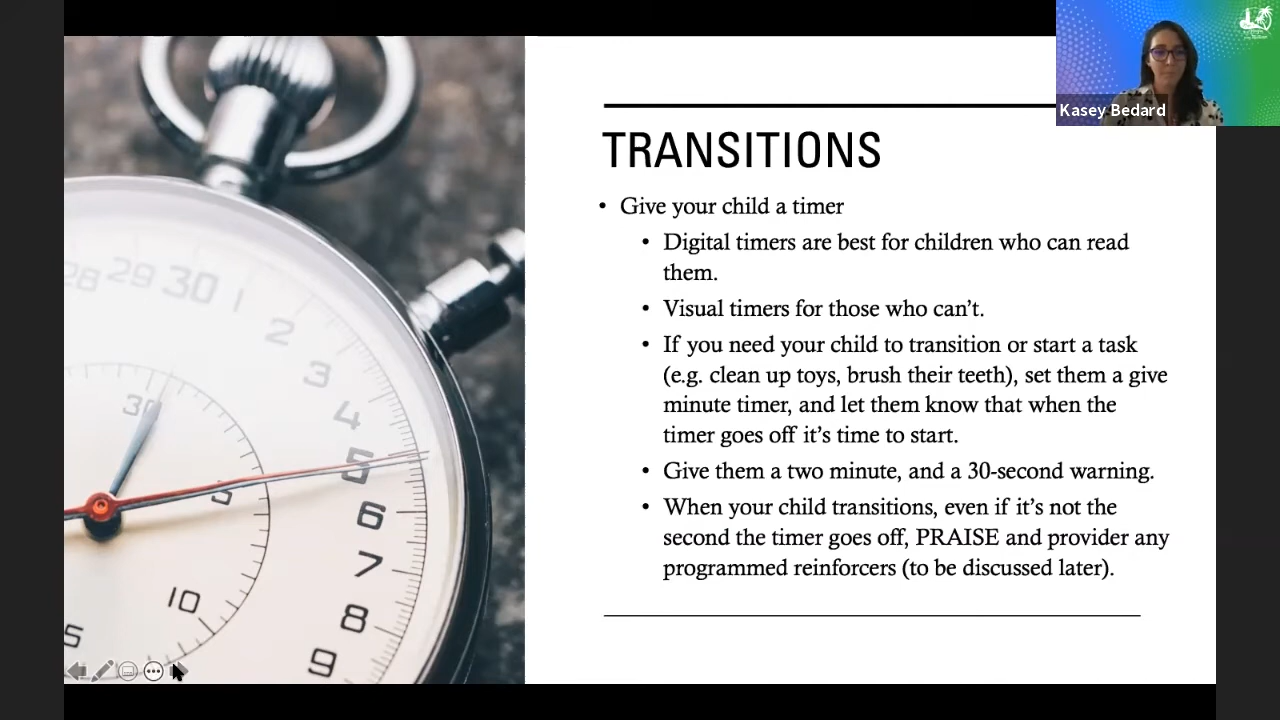 Kasey Bedard
TRANSITIONS
• Give your child a timer
• Digital timers are best for children who can read
them.
• Visual timers for those who can't.
• If you need your child to transition or start a task
(e.g. clean up toys, brush their teeth), set them a give
minute timer, and let them know that when the
timer goes off it's time to start.
• Give them a two minute, and a 30-second warning.
• When your child transitions, even if it's not the
second the timer goes off, PRAISE and provider any
programmed reinforcers (to be discussed later).
28 29 30 1
2
3
4
5
6
7
8
9
30
5
10